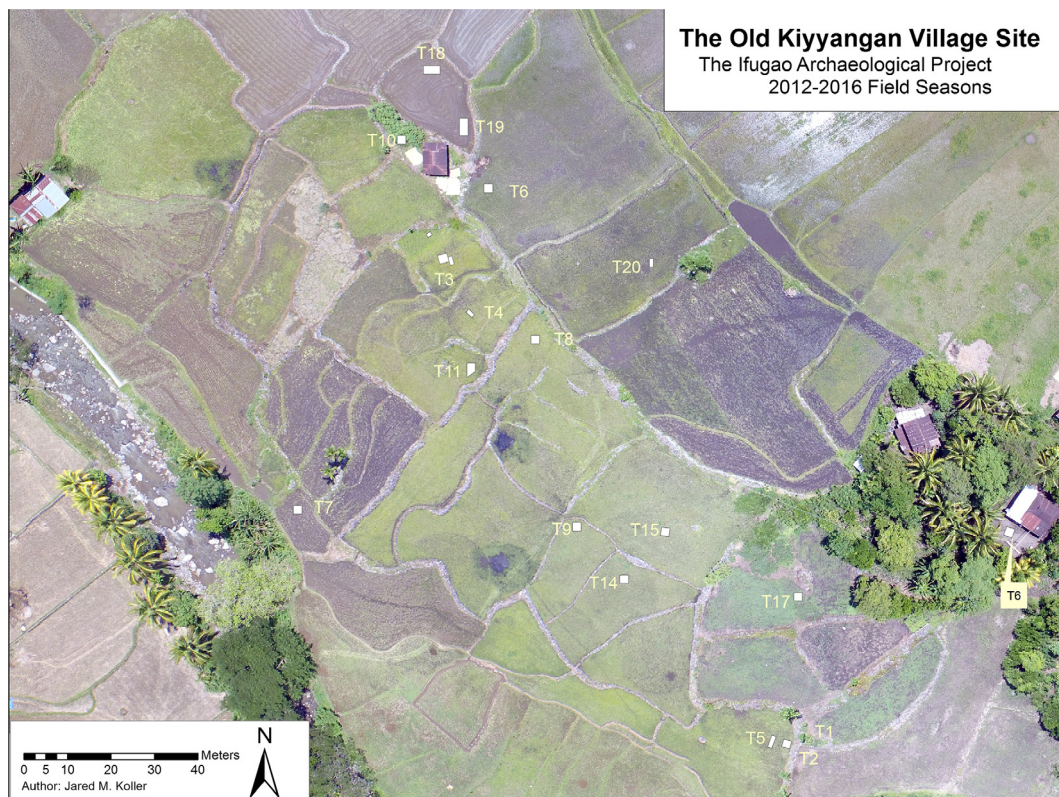 The Old Kiyyangan Village Site
The Ifugao Archaeological Project
2012-2016 Field Seasons
T18
T19
T10
T6
T3
T20
T4
T8
T11
T7
T9
T15
T14
T17
T6
T5
T1
T2
N
Meters
0 5 10 20 30 40
Author: Jared M. Koller